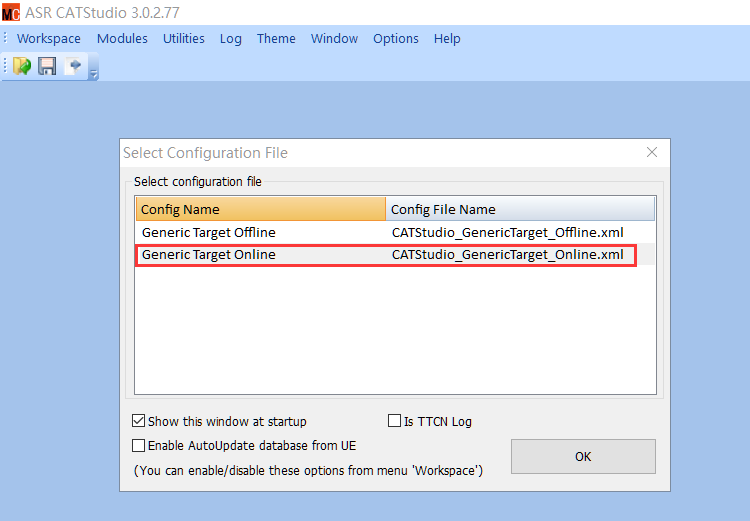 MC ASR CATStudio 3.0.2.77
Workspace Modules Utilities Log Theme Window Options Help
Select Configuration File
Select configuration file
Config Name Config File Name
Generic Target Offline CATStudio_GenericTarget_Offline.xml
Generic Target Online CATStudio_GenericTarget_Online.xml
Show this window at startup Is TTCN Log
Enable AutoUpdate database from UE
(You can enable/disable these options from menu 'Workspace')
OK